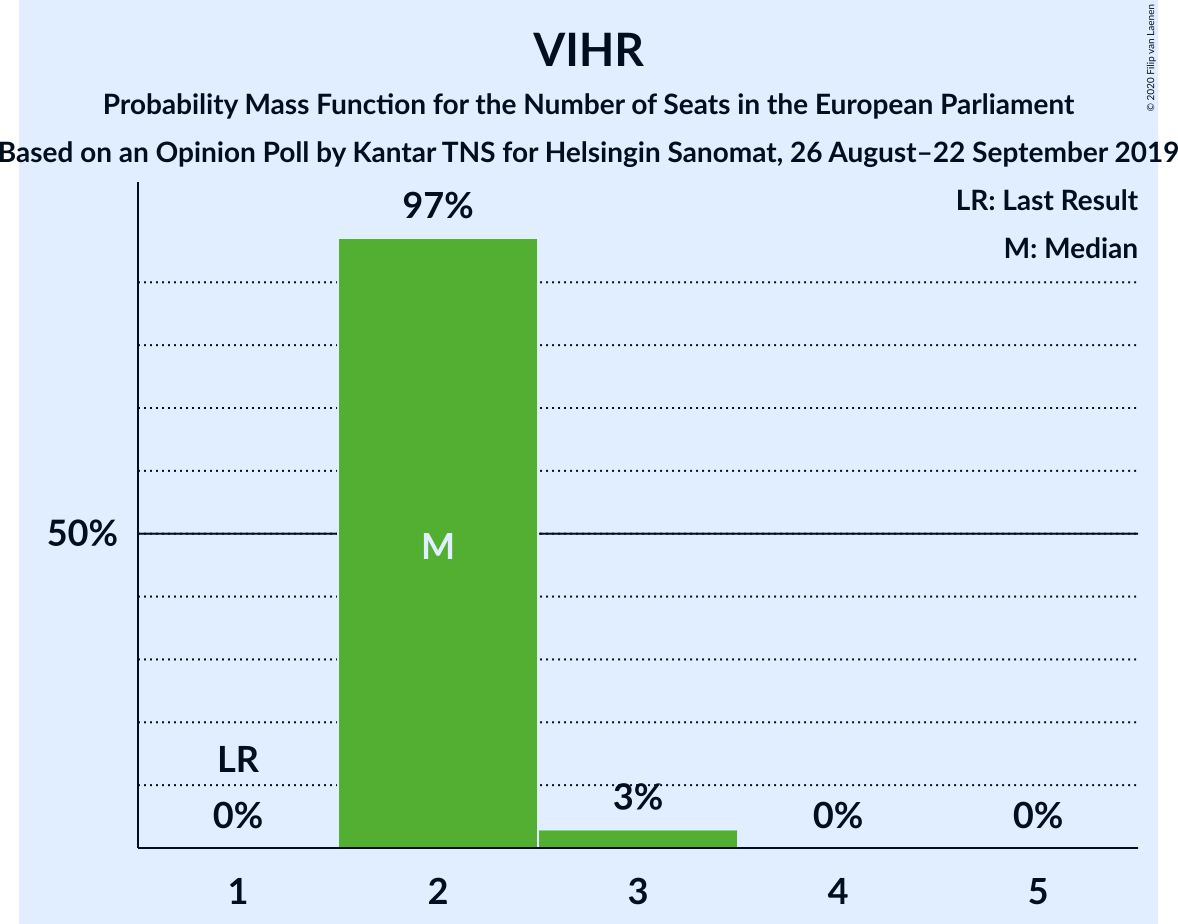 VIHR
Probability Mass Function for the Number of Seats in the European Parliament
Based on an Opinion Poll by Kantar TNS for Helsingin Sanomat, 26 August–22 September 2019
© 2020 Filip van Laenen
LR: Last Result
M: Median
97%
50%
M
LR
0%
3%
0%
0%
1
2
3
4
5